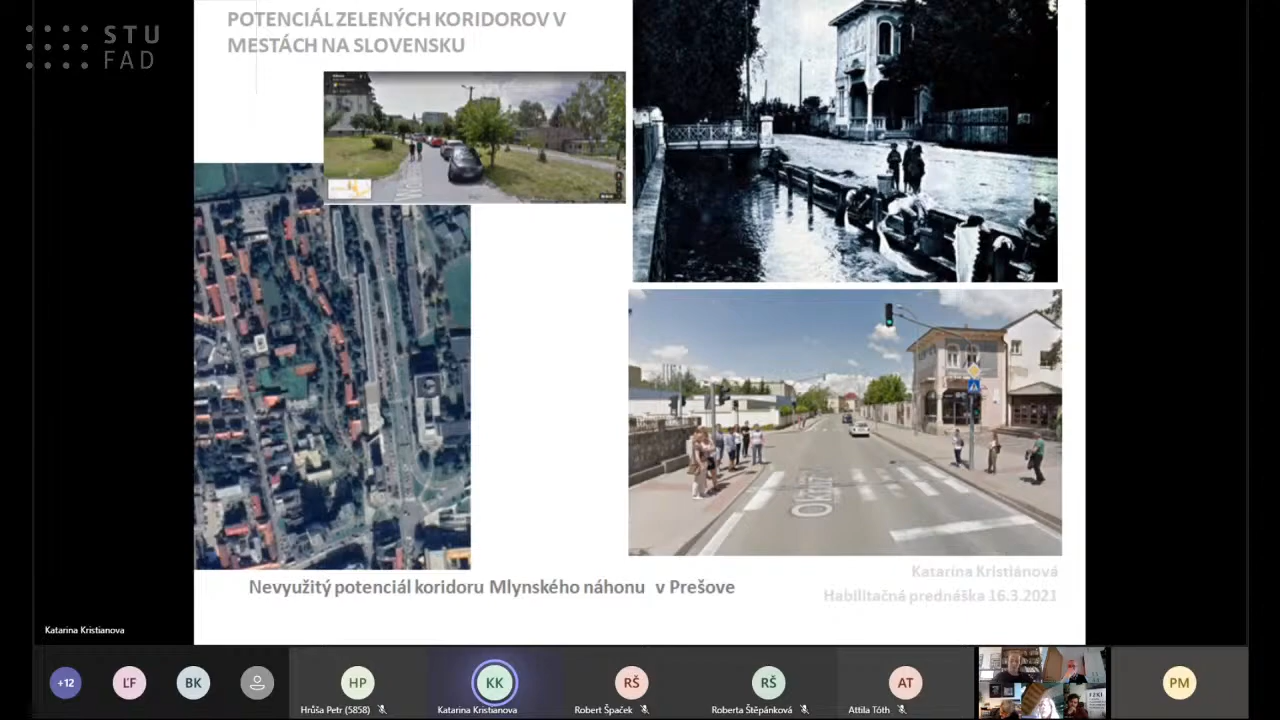 STU
FAD
POTENCIÁL ZELENÝCH KORIDOROV V
MESTÁCH NA SLOVENSKU
Nevyužitý potenciál koridoru Mlynského náhonu v Prešove
Katarína Kristiánová
Habilitačná prednáška 16.3.2021
Katarina Kristianova
+12
ĽF
BK
HP
Hrůša Petr (5858)
KK
Katarina Kristianova
RŠ
Robert Špaček
RŠ
Roberta Štěpánková
AT
Attila Tóth
PM